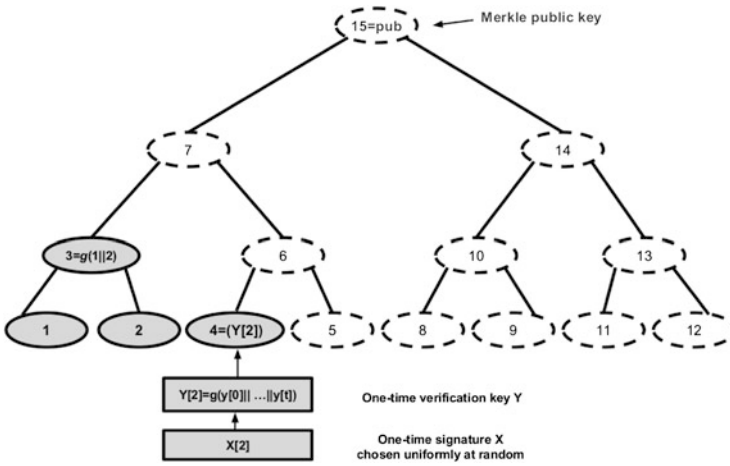 15=pub
Merkle public key
7
14
3=g(1||2)
6
10
13
1
2
4=(Y[2])
5
8
9
11
12
Y[2]=g(y[0]|| ...||y[t])
One-time verification key Y
X[2]
One-time signature X
chosen uniformly at random